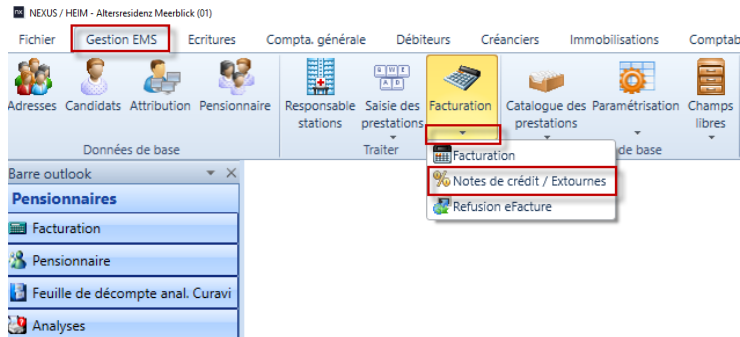 nx NEXUS / HEIM - Altersresidenz Meerblick (01)
Fichier Gestion EMS Ecritures Compta. générale Débiteurs Créanciers Immobilisations Comptab
Adresses Candidats Attribution Pensionnaire Responsable Saisie des Facturation Catalogue des Paramétrisation Champs
stations prestations prestations libres
Données de base Traiter de base
Facturation
Notes de crédit / Extournes
Refusion eFacture
Barre outlook
Pensionnaires
Facturation
Pensionnaire
Feuille de décompte anal. Curavi
Analyses